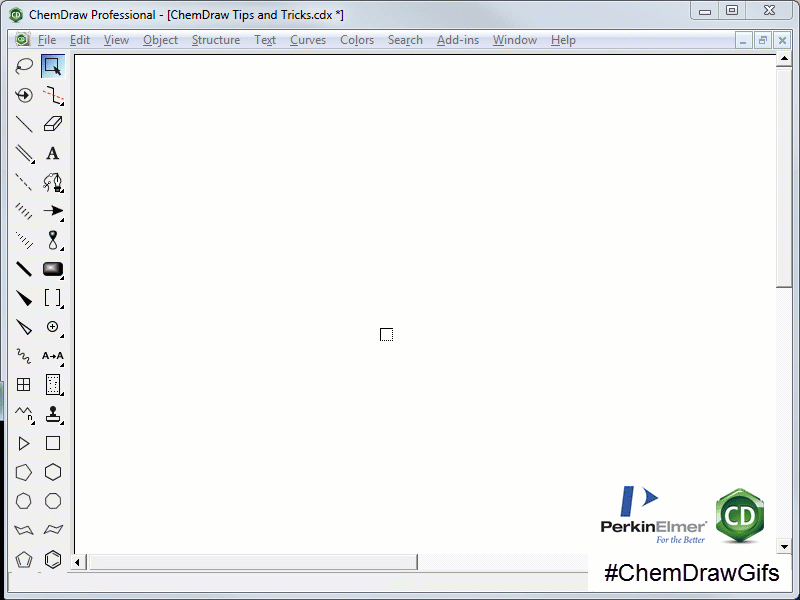 ChemDraw Professional - [ChemDraw Tips and Tricks.cdx *]
File Edit View Object Structure Text Curves Colors Search Add-ins Window Help
A
[ ]
A→A
n
CD
PerkinElmer™
For the Better
#ChemDrawGifs